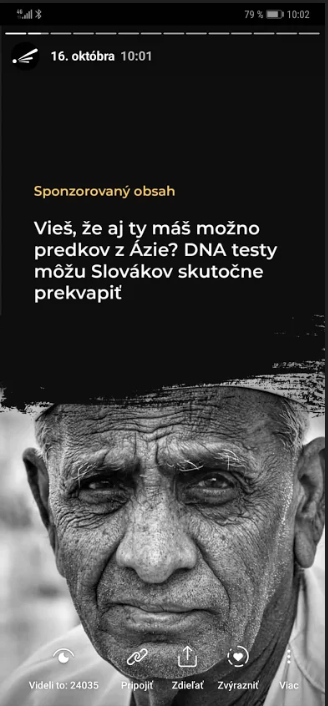 79 % 10:02
16. októbra 10:01
Sponzorovaný obsah
Vieš, že aj ty máš možno
predkov z Ázie? DNA testy
môžu Slovákov skutočne
prekvapiť
Videli to: 24035 Pripojiť Zdieľať Zvýrazniť Viac